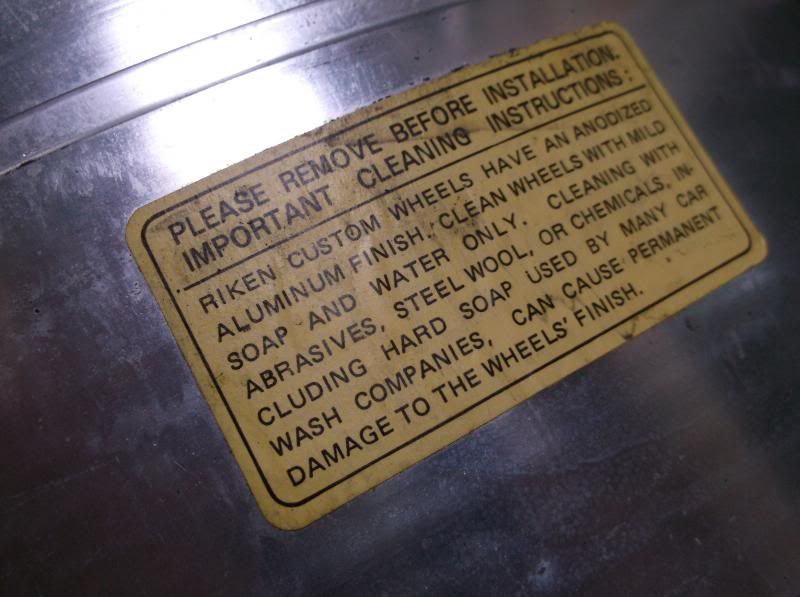 PLEASE REMOVE BEFORE INSTALLATION.
IMPORTANT CLEANING INSTRUCTIONS:
RIKEN CUSTOM WHEELS HAVE AN ANODIZED
ALUMINUM FINISH. CLEAN WHEELS WITH MILD
SOAP AND WATER ONLY. CLEANING WITH
ABRASIVES, STEEL WOOL, OR CHEMICALS, IN-
CLUDING HARD SOAP USED BY MANY CAR
WASH COMPANIES, CAN CAUSE PERMANENT
DAMAGE TO THE WHEELS' FINISH.